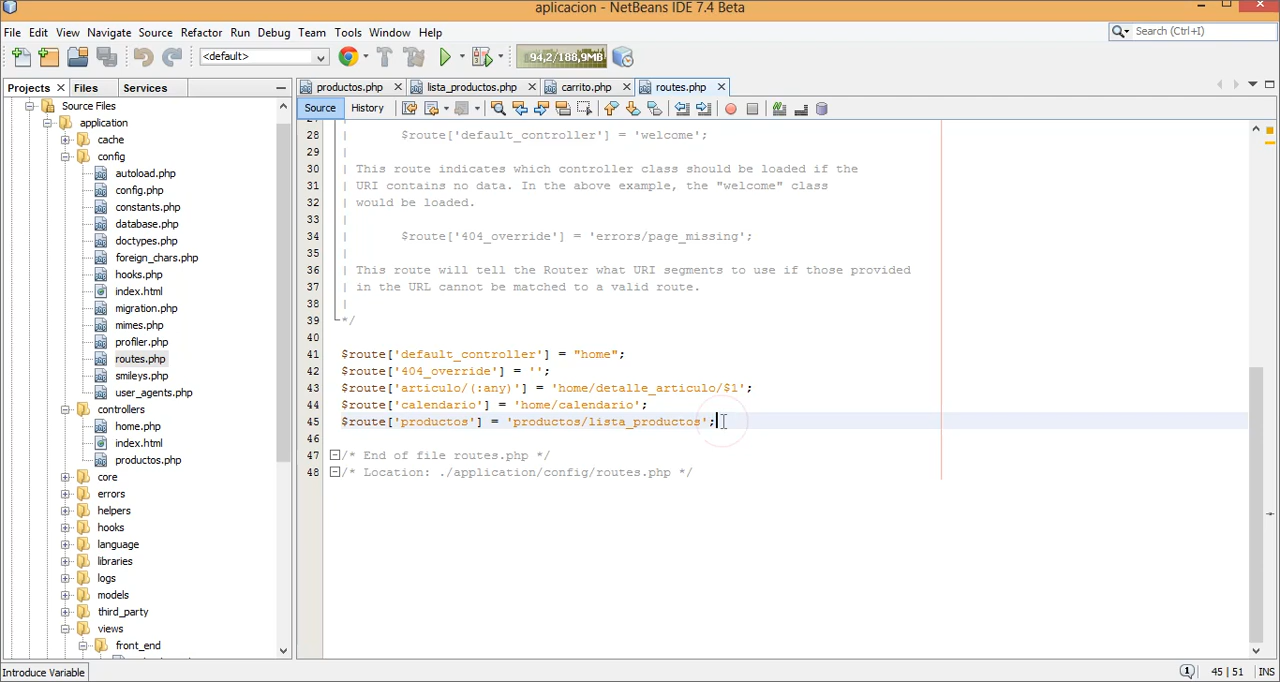 aplicacion - NetBeans IDE 7.4 Beta
File Edit View Navigate Source Refactor Run Debug Team Tools Window Help
Search (Ctrl+I)
<default>
94,2/188,9MB
Projects Files Services
productos.php lista_productos.php carrito.php routes.php
Source History
Source Files
application
cache
config
autoload.php
config.php
constants.php
database.php
doctypes.php
foreign_chars.php
hooks.php
index.html
migration.php
mimes.php
profiler.php
routes.php
smileys.php
user_agents.php
controllers
home.php
index.html
productos.php
core
errors
helpers
hooks
language
libraries
logs
models
third_party
views
front_end
28 | $route['default_controller'] = 'welcome';
29 |
30 | This route indicates which controller class should be loaded if the
31 | URI contains no data. In the above example, the "welcome" class
32 | would be loaded.
33 |
34 | $route['404_override'] = 'errors/page_missing';
35 |
36 | This route will tell the Router what URI segments to use if those provided
37 | in the URL cannot be matched to a valid route.
38 |
39 */
40
41 $route['default_controller'] = "home";
42 $route['404_override'] = '';
43 $route['articulo/(:any)'] = 'home/detalle_articulo/$1';
44 $route['calendario'] = 'home/calendario';
45 $route['productos'] = 'productos/lista_productos';
46
47 /* End of file routes.php */
48 /* Location: ./application/config/routes.php */
Introduce Variable
45 | 51 INS